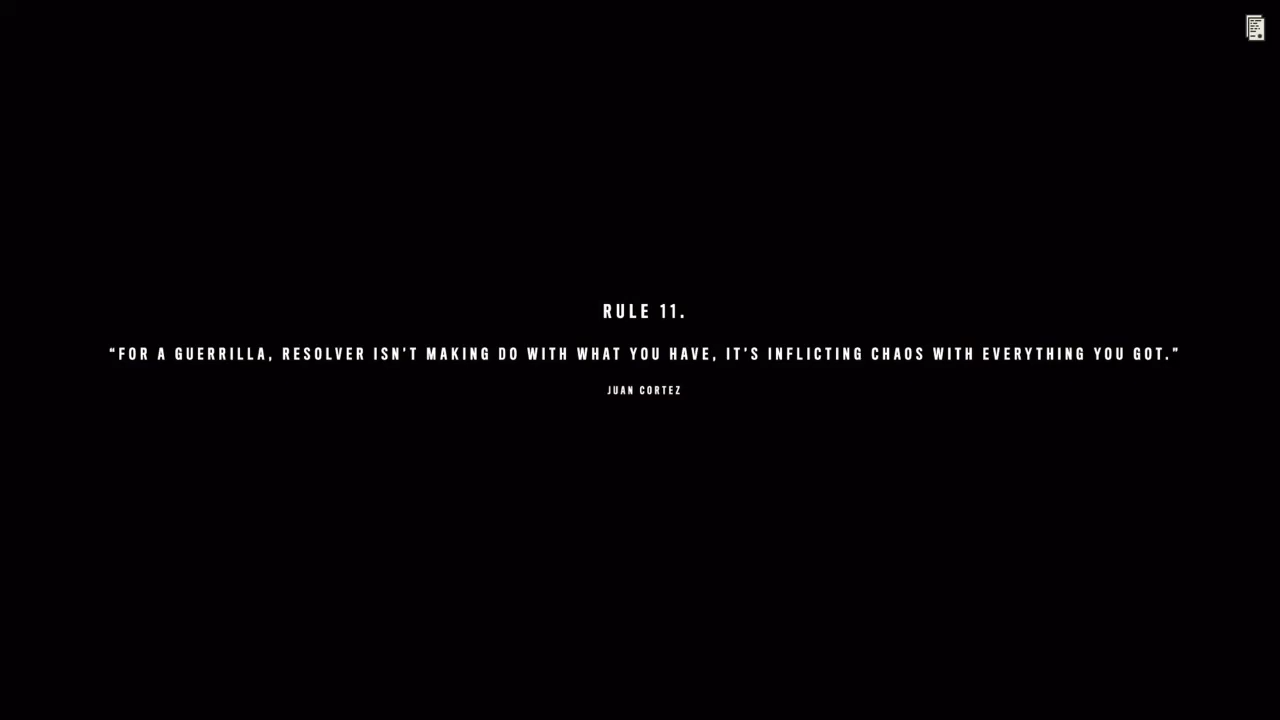 RULE 11.
“FOR A GUERRILLA, RESOLVER ISN’T MAKING DO WITH WHAT YOU HAVE, IT’S INFLICTING CHAOS WITH EVERYTHING YOU GOT.”
JUAN CORTEZ